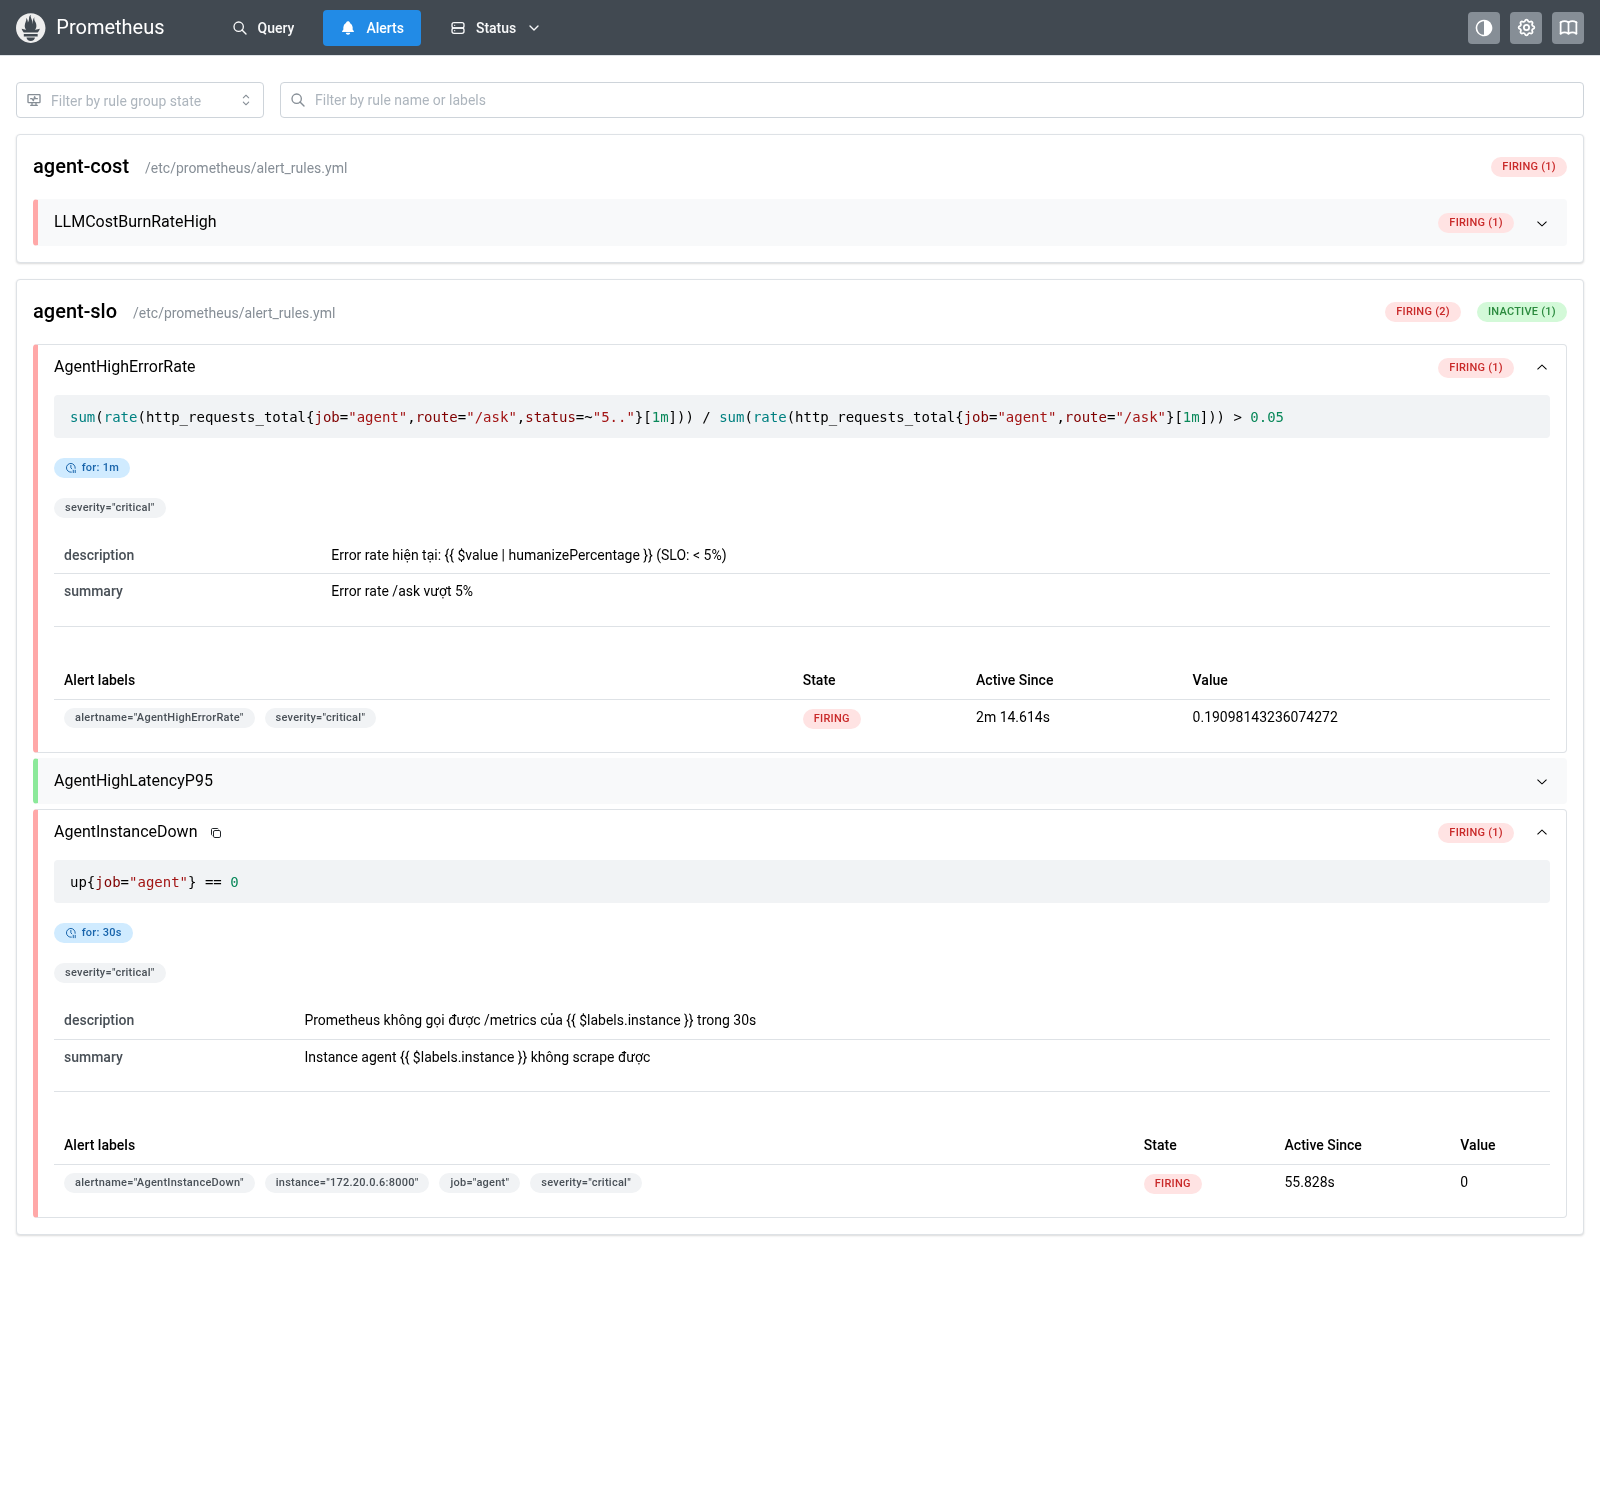 Prometheus Query Alerts Status
Filter by rule group state Filter by rule name or labels
agent-cost /etc/prometheus/alert_rules.yml FIRING (1)
LLMCostBurnRateHigh FIRING (1)
agent-slo /etc/prometheus/alert_rules.yml FIRING (2) INACTIVE (1)
AgentHighErrorRate FIRING (1)
sum(rate(http_requests_total{job="agent",route="/ask",status=~"5.."}[1m])) / sum(rate(http_requests_total{job="agent",route="/ask"}[1m])) > 0.05
for: 1m
severity="critical"
description Error rate hiện tại: {{ $value | humanizePercentage }} (SLO: < 5%)
summary Error rate /ask vượt 5%
Alert labels State Active Since Value
alertname="AgentHighErrorRate" severity="critical" FIRING 2m 14.614s 0.19098143236074272
AgentHighLatencyP95
AgentInstanceDown FIRING (1)
up{job="agent"} == 0
for: 30s
severity="critical"
description Prometheus không gọi được /metrics của {{ $labels.instance }} trong 30s
summary Instance agent {{ $labels.instance }} không scrape được
Alert labels State Active Since Value
alertname="AgentInstanceDown" instance="172.20.0.6:8000" job="agent" severity="critical" FIRING 55.828s 0